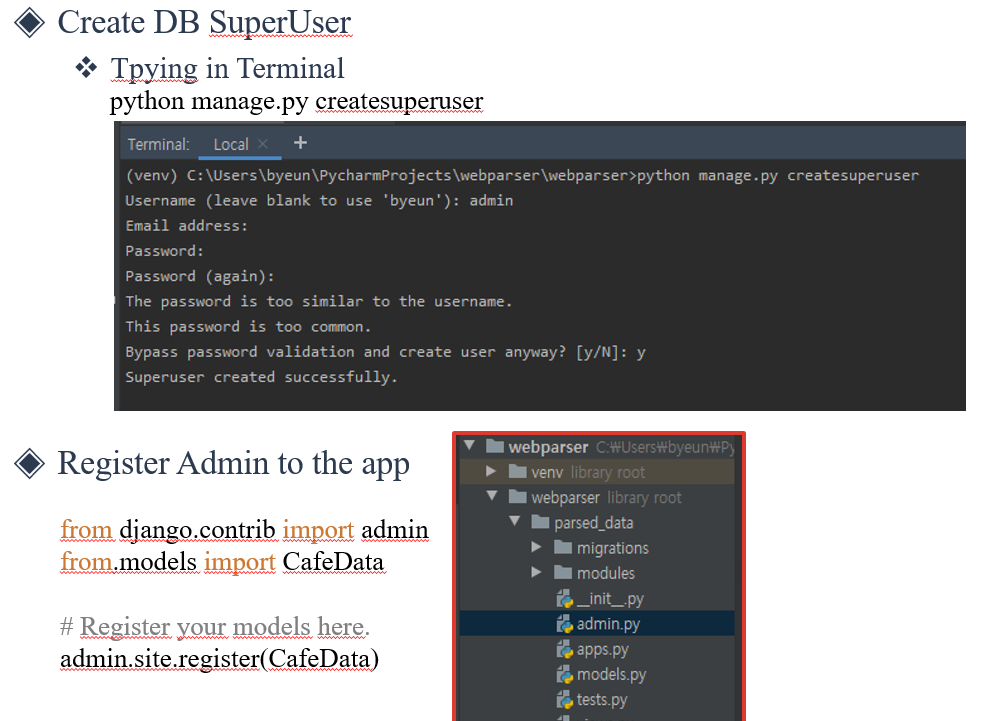 Create DB SuperUser
Tpying in Terminal
python manage.py createsuperuser
Terminal: Local × +
(venv) C:\Users\byeun\PycharmProjects\webparser\webparser>python manage.py createsuperuser
Username (leave blank to use 'byeun'): admin
Email address:
Password:
Password (again):
The password is too similar to the username.
This password is too common.
Bypass password validation and create user anyway? [y/N]: y
Superuser created successfully.
Register Admin to the app
from django.contrib import admin
from.models import CafeData
# Register your models here.
admin.site.register(CafeData)
webparser C:₩Users₩byeun₩Py
venv library root
webparser library root
parsed_data
migrations
modules
__init__.py
admin.py
apps.py
models.py
tests.py